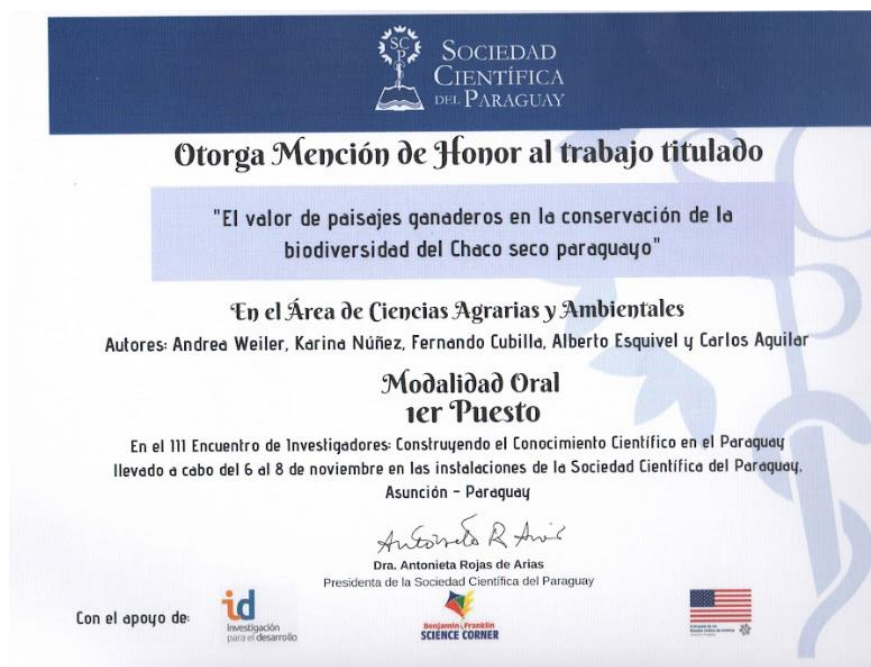 SCP
SOCIEDAD
CIENTÍFICA
DEL PARAGUAY
Otorga Mención de Honor al trabajo titulado
"El valor de paisajes ganaderos en la conservación de la
biodiversidad del Chaco seco paraguayo"
En el Área de Ciencias Agrarias y Ambientales
Autores: Andrea Weiler, Karina Núñez, Fernando Cubilla, Alberto Esquivel y Carlos Aguilar
Modalidad Oral
1er Puesto
En el III Encuentro de Investigadores: Construyendo el Conocimiento Científico en el Paraguay
llevado a cabo del 6 al 8 de noviembre en las instalaciones de la Sociedad Científica del Paraguay,
Asunción - Paraguay
Antonieta R Arias
Dra. Antonieta Rojas de Arias
Presidenta de la Sociedad Científica del Paraguay
Con el apoyo de:
id
investigación
para el desarrollo
Benjamin Franklin
SCIENCE CORNER